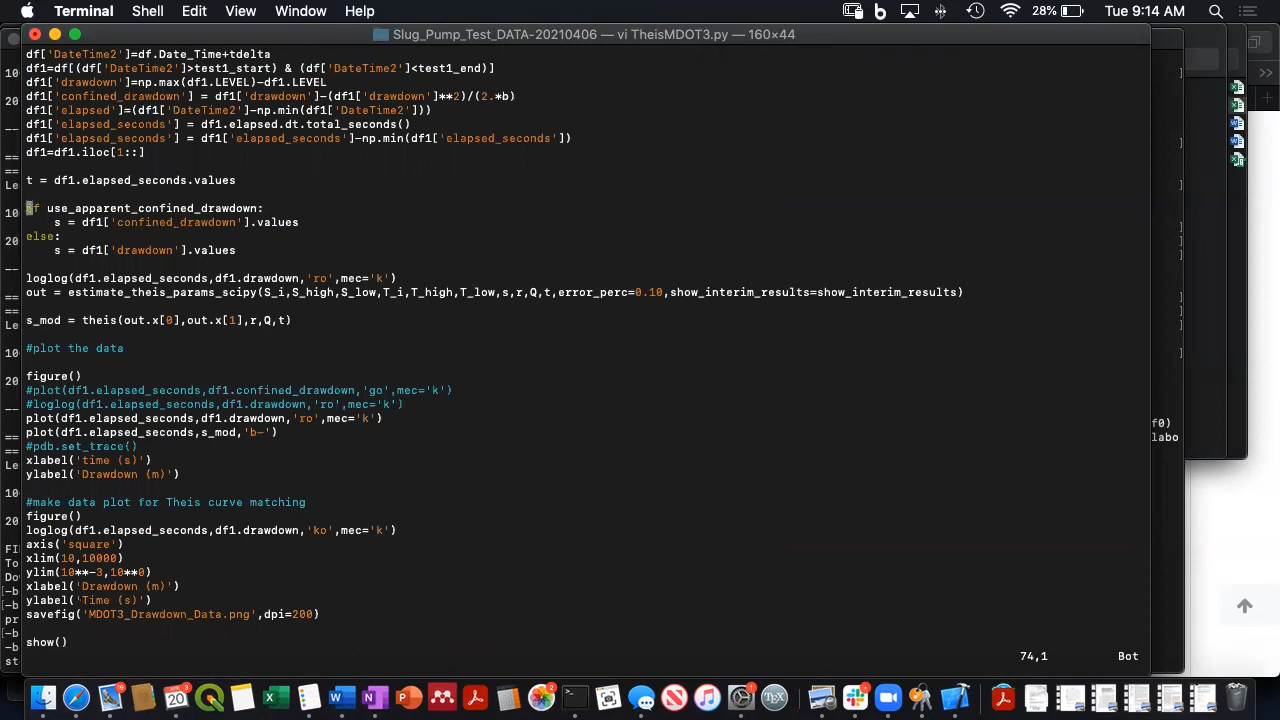 Terminal Shell Edit View Window Help 28% Tue 9:14 AM
Slug_Pump_Test_DATA-20210406 — vi TheisMDOT3.py — 160×44
df['DateTime2']=df.Date_Time+tdelta
df1=df[(df['DateTime2']>test1_start) & (df['DateTime2']<test1_end)]
df1['drawdown']=np.max(df1.LEVEL)-df1.LEVEL
df1['confined_drawdown'] = df1['drawdown']-(df1['drawdown']**2)/(2.*b)
df1['elapsed']=(df1['DateTime2']-np.min(df1['DateTime2']))
df1['elapsed_seconds'] = df1.elapsed.dt.total_seconds()
df1['elapsed_seconds'] = df1['elapsed_seconds']-np.min(df1['elapsed_seconds'])
df1=df1.iloc[1::]
t = df1.elapsed_seconds.values
if use_apparent_confined_drawdown:
s = df1['confined_drawdown'].values
else:
s = df1['drawdown'].values
loglog(df1.elapsed_seconds,df1.drawdown,'ro',mec='k')
out = estimate_theis_params_scipy(S_i,S_high,S_low,T_i,T_high,T_low,s,r,Q,t,error_perc=0.10,show_interim_results=show_interim_results)
s_mod = theis(out.x[0],out.x[1],r,Q,t)
#plot the data
figure()
#plot(df1.elapsed_seconds,df1.confined_drawdown,'go',mec='k')
#loglog(df1.elapsed_seconds,df1.drawdown,'ro',mec='k')
plot(df1.elapsed_seconds,df1.drawdown,'ro',mec='k')
plot(df1.elapsed_seconds,s_mod,'b-')
#pdb.set_trace()
xlabel('time (s)')
ylabel('Drawdown (m)')
#make data plot for Theis curve matching
figure()
loglog(df1.elapsed_seconds,df1.drawdown,'ko',mec='k')
axis('square')
xlim(10,10000)
ylim(10**-3,10**0)
xlabel('Drawdown (m)')
ylabel('Time (s)')
savefig('MDOT3_Drawdown_Data.png',dpi=200)
show()
74,1 Bot